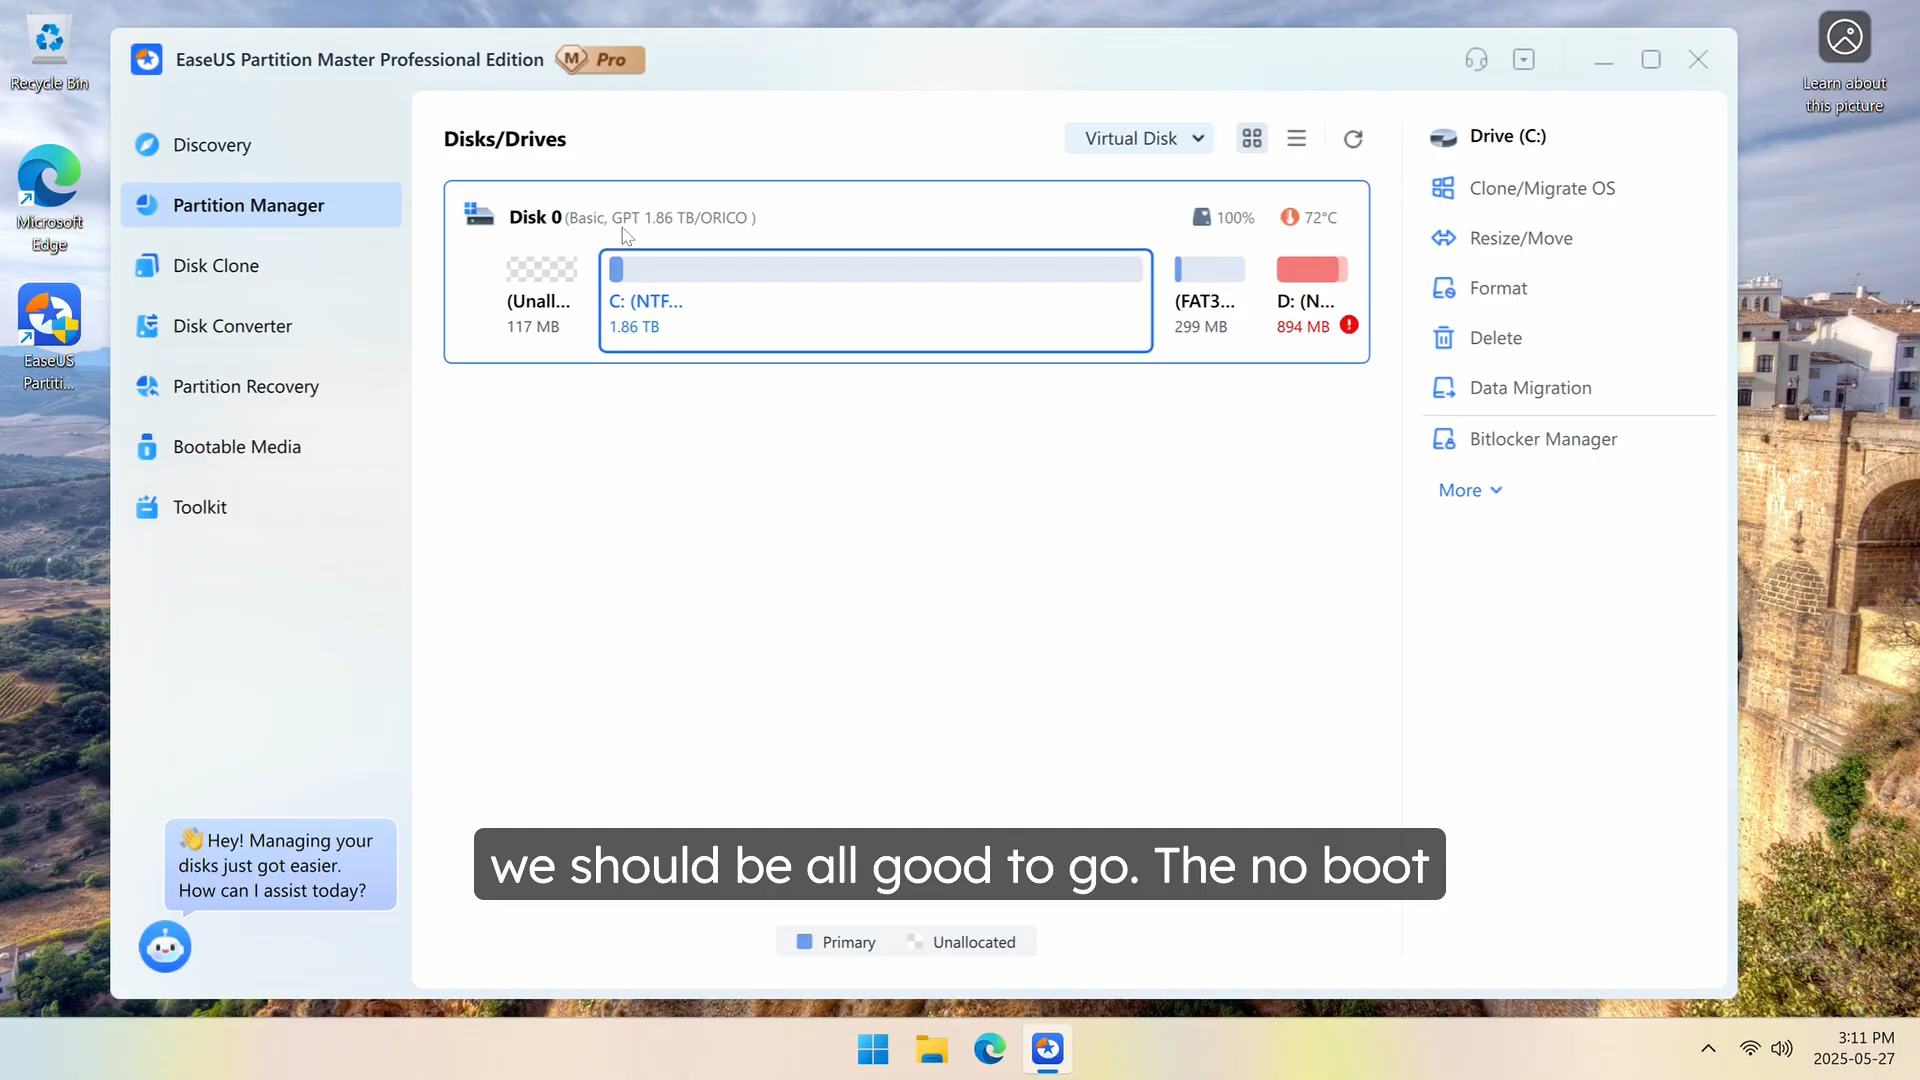 Recycle Bin
Microsoft
Edge
EaseUS
Partiti...
Learn about
this picture
EaseUS Partition Master Professional Edition
M Pro
Discovery
Partition Manager
Disk Clone
Disk Converter
Partition Recovery
Bootable Media
Toolkit
👋Hey! Managing your
disks just got easier.
How can I assist today?
Disks/Drives
Virtual Disk
Disk 0 (Basic, GPT 1.86 TB/ORICO )
100%
72°C
(Unall...
117 MB
C: (NTF...
1.86 TB
(FAT3...
299 MB
D: (N...
894 MB
Primary
Unallocated
Drive (C:)
Clone/Migrate OS
Resize/Move
Format
Delete
Data Migration
Bitlocker Manager
More
we should be all good to go. The no boot
3:11 PM
2025-05-27